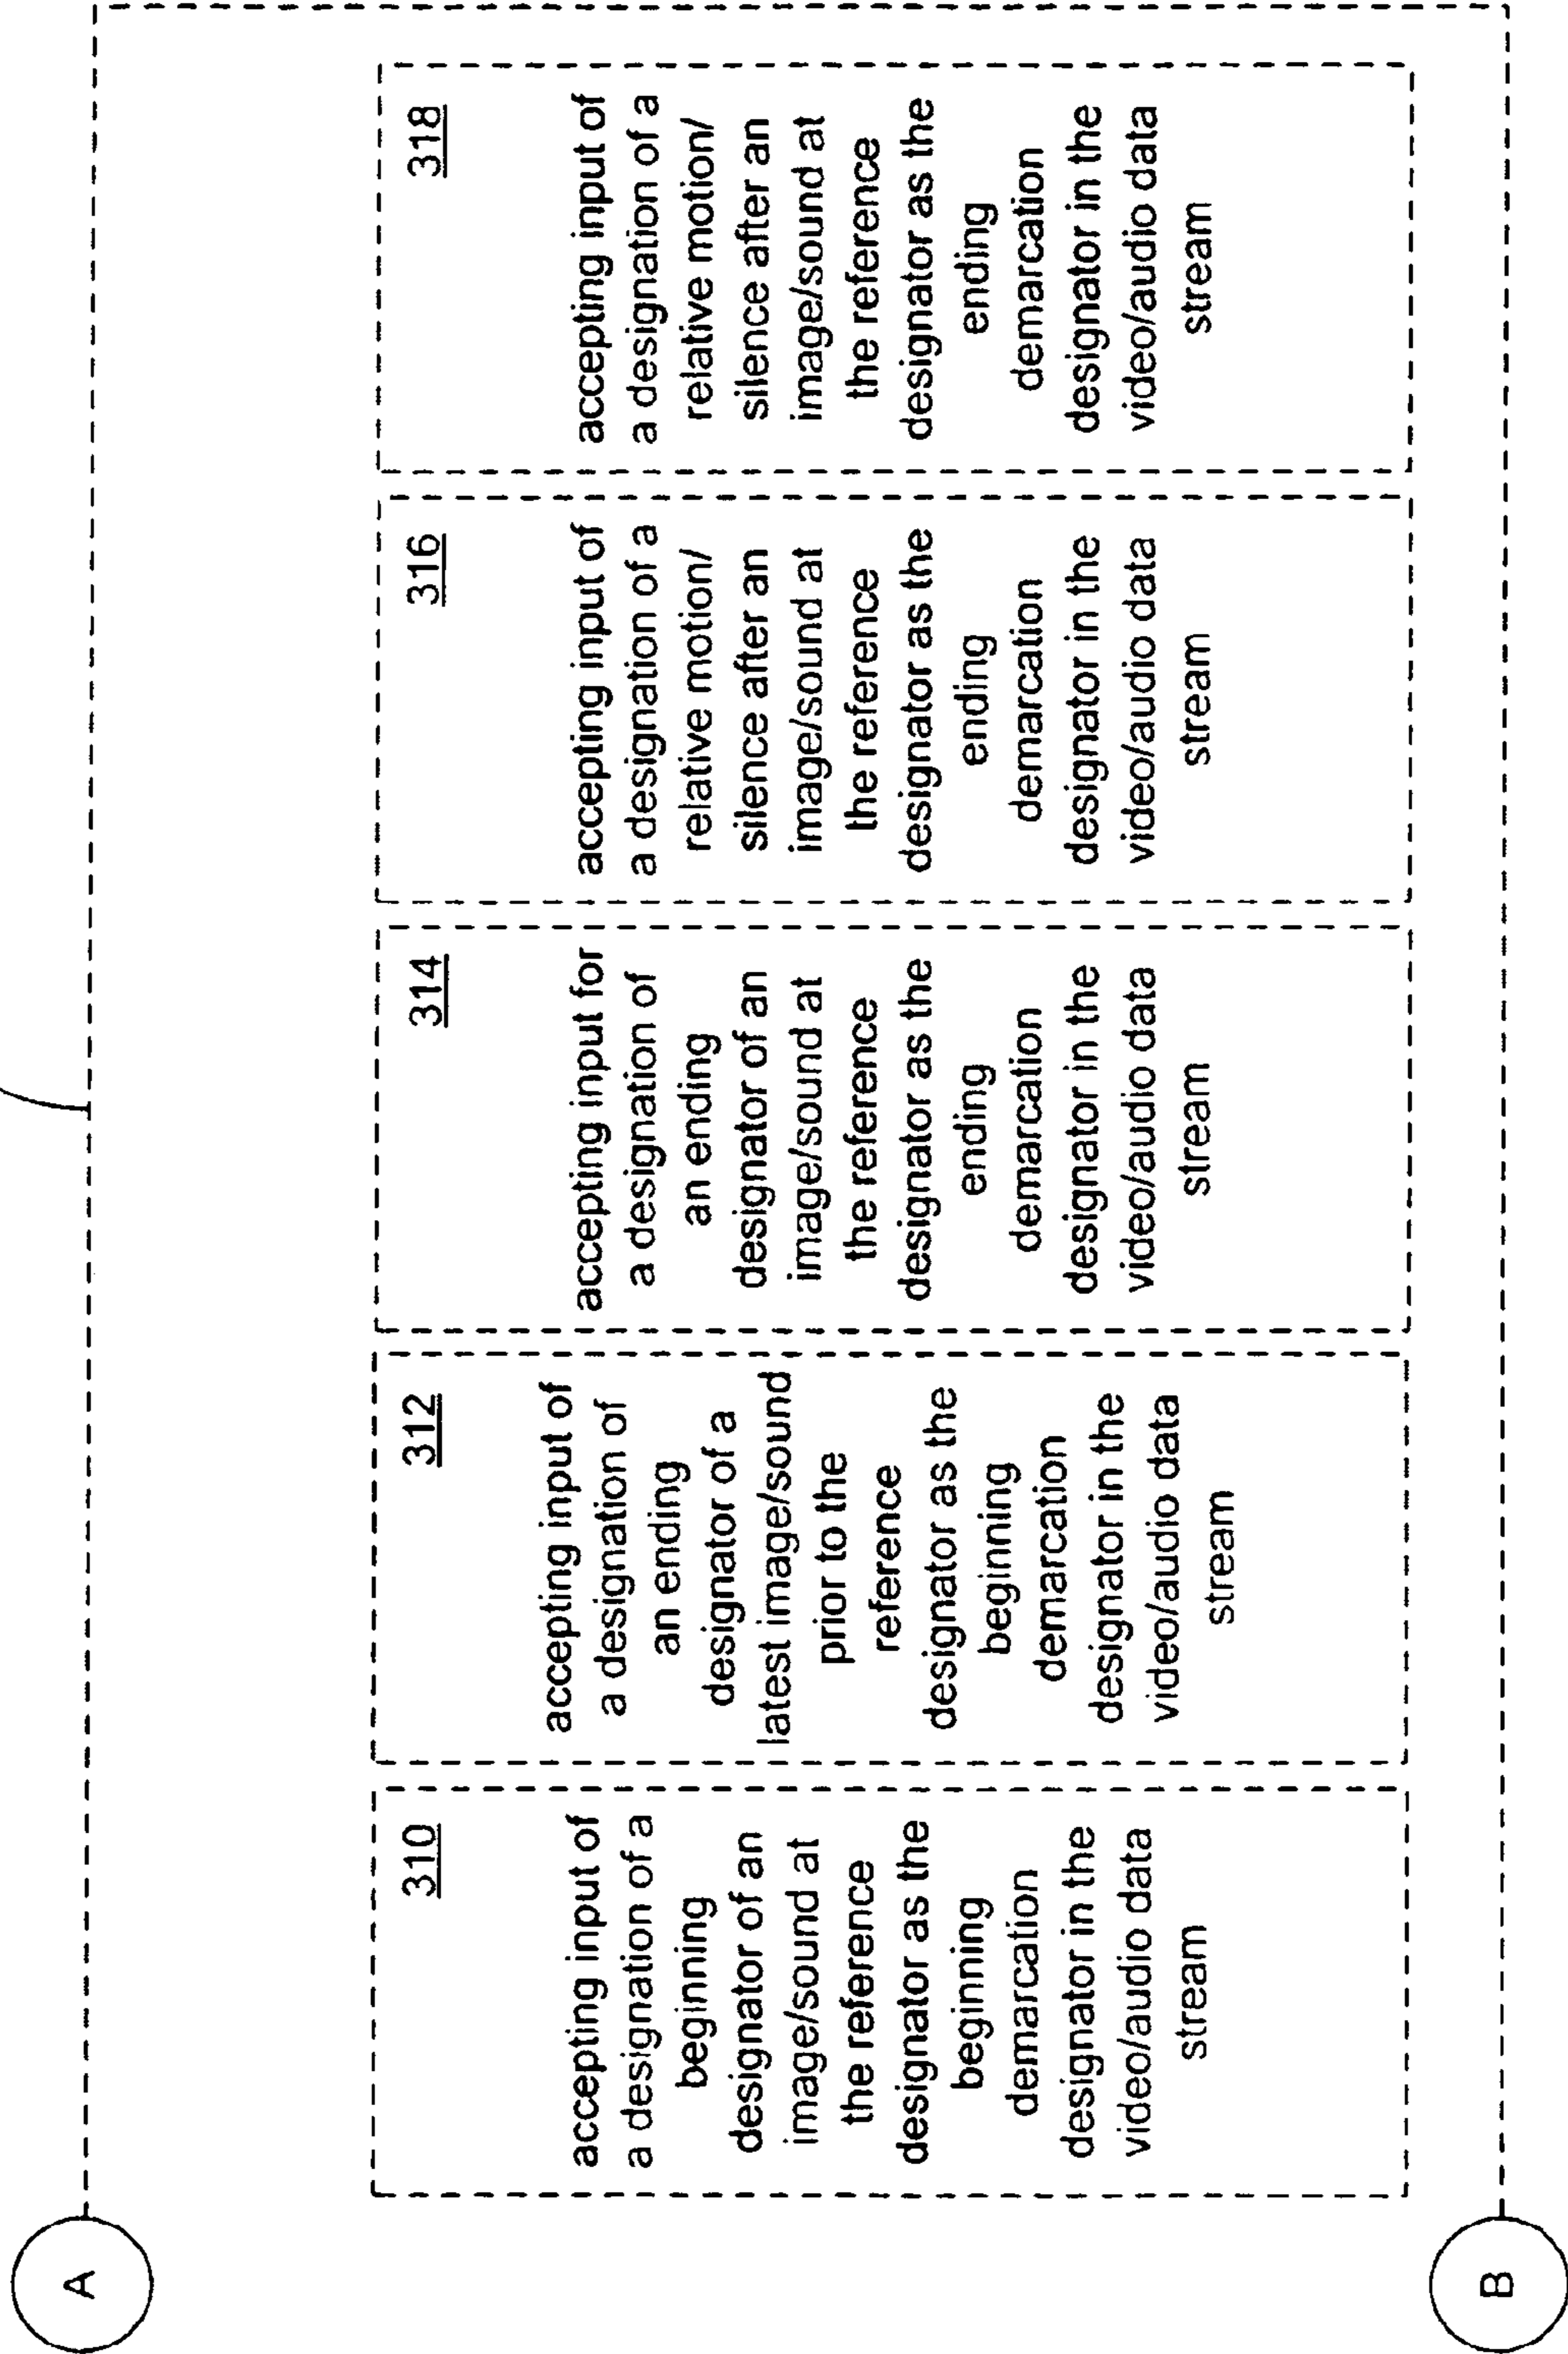 A
310
accepting input of
a designation of a
beginning
designator of an
image/sound at
the reference
designator as the
beginning
demarcation
designator in the
video/audio data
stream
312
accepting input of
a designation of
an ending
designator of a
latest image/sound
prior to the
reference
designator as the
beginning
demarcation
designator in the
video/audio data
stream
314
accepting input for
a designation of
an ending
designator of an
image/sound at
the reference
designator as the
ending
demarcation
designator in the
video/audio data
stream
316
accepting input of
a designation of a
relative motion/
silence after an
image/sound at
the reference
designator as the
ending
demarcation
designator in the
video/audio data
stream
318
accepting input of
a designation of a
relative motion/
silence after an
image/sound at
the reference
designator as the
ending
demarcation
designator in the
video/audio data
stream
B